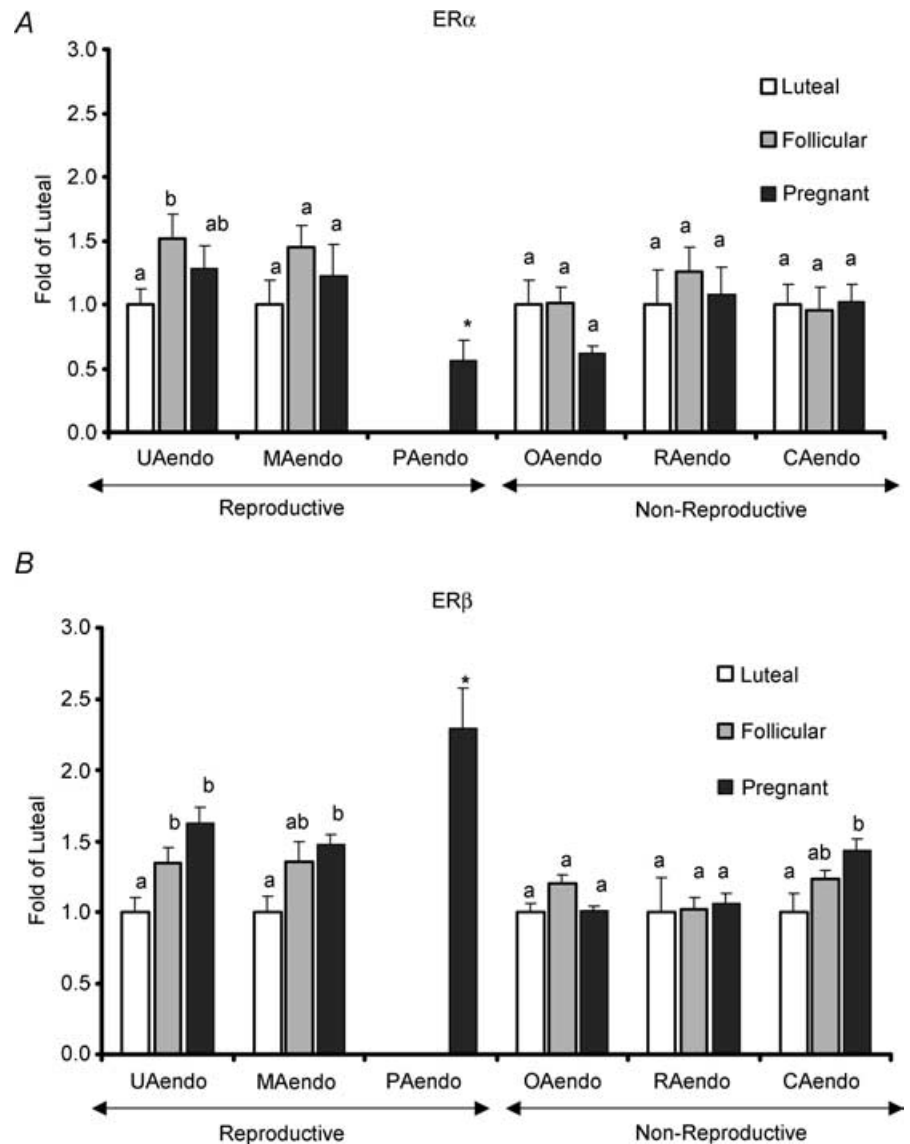 A
ERα
3.0
2.5
2.0
1.5
1.0
0.5
0.0
Fold of Luteal
Luteal
Follicular
Pregnant
a b ab
a a a
*
a a a
a a a
a a a
UAendo MAendo PAendo OAendo RAendo CAendo
Reproductive Non-Reproductive
B
ERβ
3.0
2.5
2.0
1.5
1.0
0.5
0.0
Fold of Luteal
Luteal
Follicular
Pregnant
a b b
a ab b
*
a a a
a a a
a ab b
UAendo MAendo PAendo OAendo RAendo CAendo
Reproductive Non-Reproductive